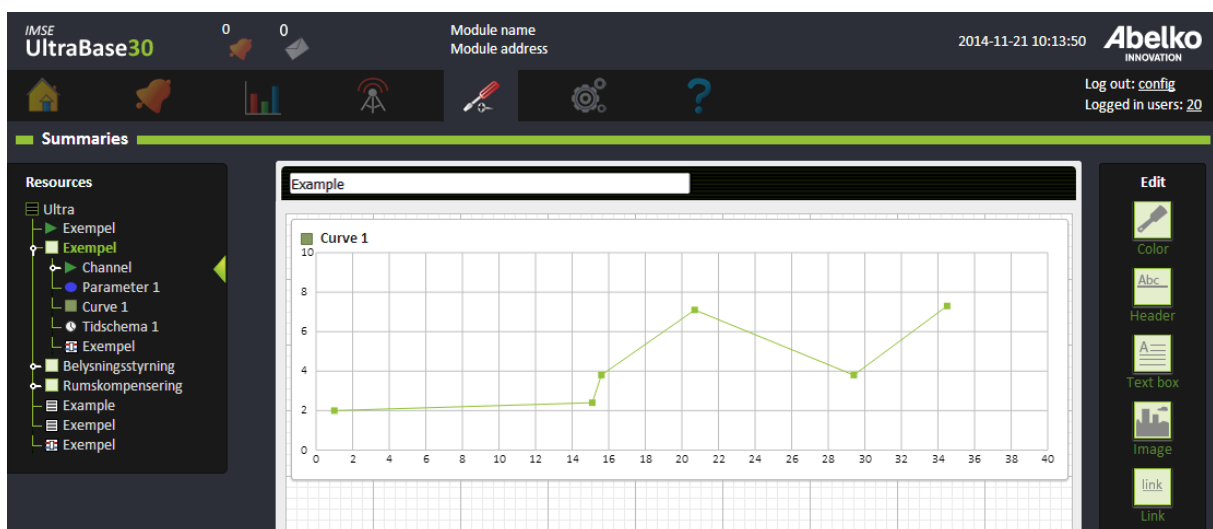 IMSE
UltraBase30
0
0
Module name
Module address
2014-11-21 10:13:50
Abelko
INNOVATION
Log out: config
Logged in users: 20
Summaries
Resources
Ultra
Exempel
Exempel
Channel
Parameter 1
Curve 1
Tidschema 1
Exempel
Belysningsstyrning
Rumskompensering
Example
Exempel
Exempel
Example
Curve 1
10
8
6
4
2
0
0 2 4 6 8 10 12 14 16 18 20 22 24 26 28 30 32 34 36 38 40
Edit
Color
Abc
Header
A
Text box
Image
link
Link